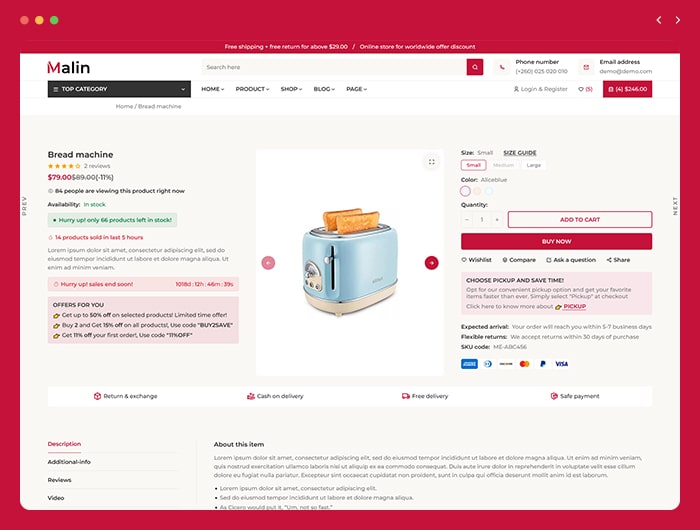 Free shipping + free return for above $29.00 / Online store for worldwide offer discount
Malin
Search here
Phone number
(+260) 025 020 010
Email address
demo@demo.com
TOP CATEGORY
HOME PRODUCT SHOP BLOG PAGE
Login & Register
(5)
(4) $246.00
Home / Bread machine
PREV
NEXT
Bread machine
2 reviews
$79.00 $89.00 (-11%)
84 people are viewing this product right now
Availability: In stock
Hurry up! only 66 products left in stock!
14 products sold in last 5 hours
Lorem ipsum dolor sit amet, consectetur adipiscing elit. Ut enim ad minim veniam.
Hurry up! sales end soon!
1018d : 12h : 46m : 39s
OFFERS FOR YOU
Get up to 50% off on selected products! Limited time offer!
Buy 2 and Get 15% off on all products!, Use code "BUY2SAVE"
Get 11% off your first order!, Use code "11%OFF"
Size: Small SIZE GUIDE
Small Medium Large
Color: Aliceblue
Quantity:
- 1 +
ADD TO CART
BUY NOW
Wishlist Compare Ask a question Share
CHOOSE PICKUP AND SAVE TIME!
Opt for our convenient pickup option and get your favorite
items faster than ever. Simply select "Pickup" at checkout
Click here to know more about PICKUP
Expected arrival: Your order will reach you within 5-7 business days
Flexible returns: We accept returns within 30 days of purchase
SKU code: ME-ABC456
DISCOVER
VISA
Return & exchange
Cash on delivery
Free delivery
Safe payment
Description
Additional-info
Reviews
Video
About this item
Lorem ipsum dolor sit amet, consectetur adipiscing elit, sed do eiusmod tempor incididunt ut labore et dolore magna aliqua. Ut enim ad minim veniam, quis
nostrud exercitation ullamco laboris nisi ut aliquip ex ea commodo consequat. Duis aute irure dolor in reprehenderit in voluptate velit esse cillum
dolore eu fugiat nulla pariatur. Excepteur sint occaecat cupidatat non proident, sunt in culpa qui officia deserunt mollit anim id est laborum.
Lorem ipsum dolor sit amet, consectetur adipiscing elit.
Sed do eiusmod tempor incididunt ut labore et dolore magna aliqua.
As Cicero would put it, "Um, not so fast."